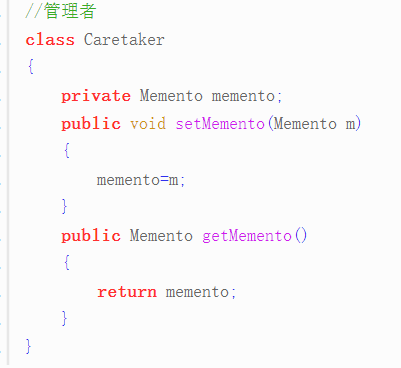 //管理者
class Caretaker
{
    private Memento memento;
    public void setMemento(Memento m)
    {
        memento=m;
    }
    public Memento getMemento()
    {
        return memento;
    }
}